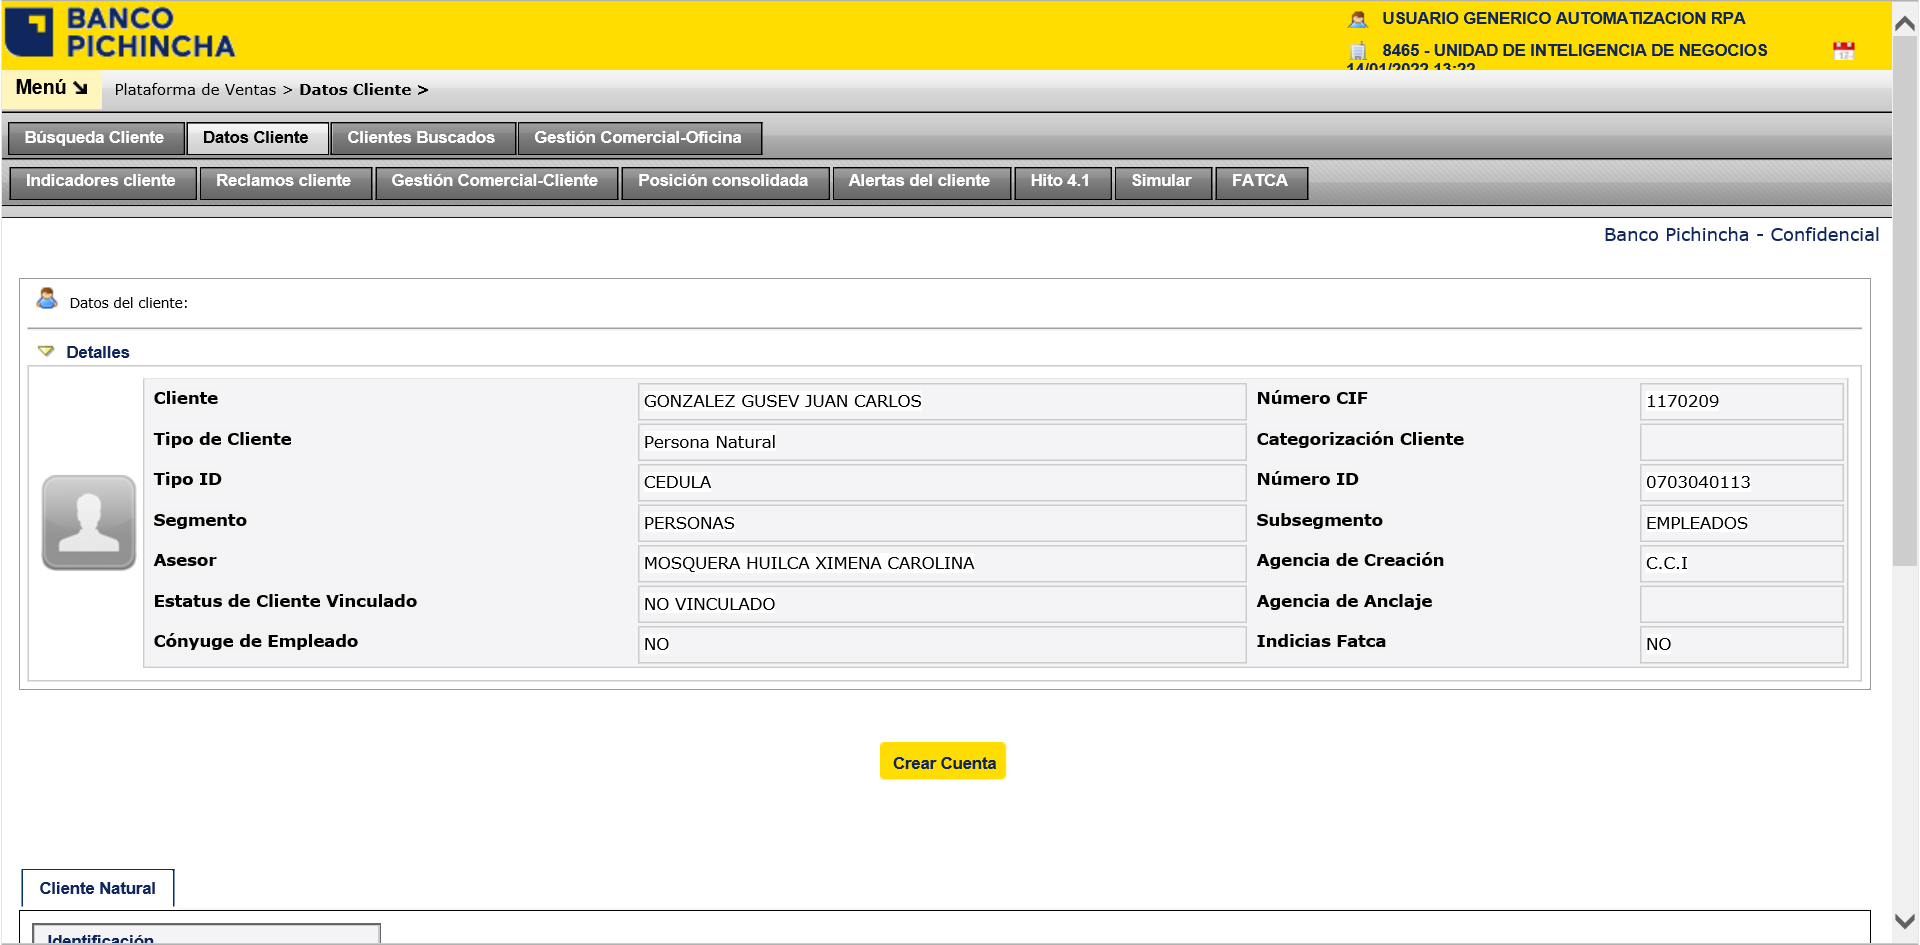 BANCO
PICHINCHA
USUARIO GENERICO AUTOMATIZACION RPA
8465 - UNIDAD DE INTELIGENCIA DE NEGOCIOS
14/01/2022 13:22
Menú Plataforma de Ventas > Datos Cliente >
Búsqueda Cliente Datos Cliente Clientes Buscados Gestión Comercial-Oficina
Indicadores cliente Reclamos cliente Gestión Comercial-Cliente Posición consolidada Alertas del cliente Hito 4.1 Simular FATCA
Banco Pichincha - Confidencial
Datos del cliente:
Detalles
Cliente GONZALEZ GUSEV JUAN CARLOS Número CIF 1170209
Tipo de Cliente Persona Natural Categorización Cliente
Tipo ID CEDULA Número ID 0703040113
Segmento PERSONAS Subsegmento EMPLEADOS
Asesor MOSQUERA HUILCA XIMENA CAROLINA Agencia de Creación C.C.I
Estatus de Cliente Vinculado NO VINCULADO Agencia de Anclaje
Cónyuge de Empleado NO Indicias Fatca NO
Crear Cuenta
Cliente Natural
Identificación